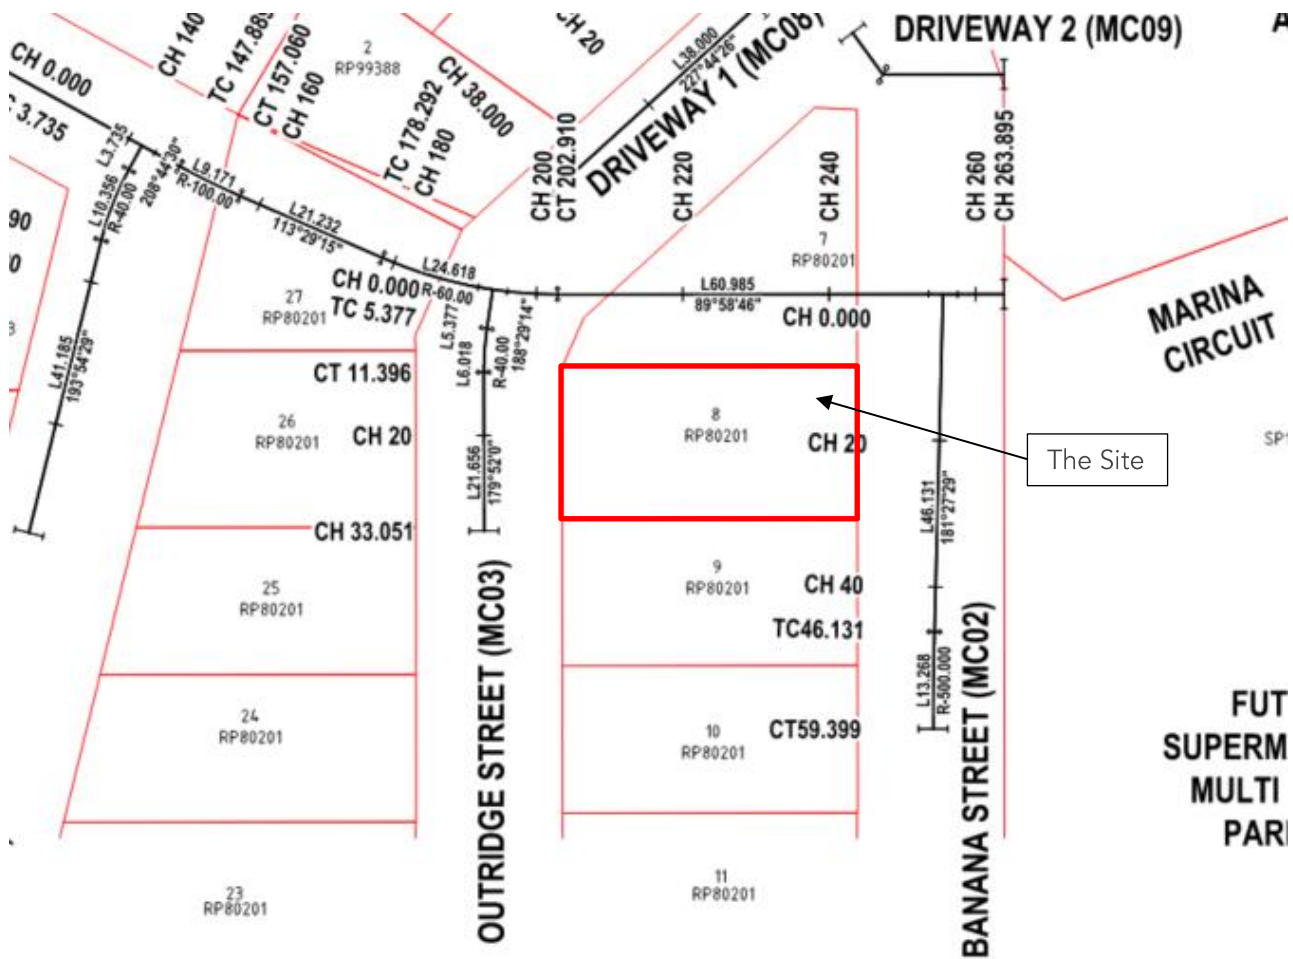 DRIVEWAY 2 (MC09)
CH 140
TC 147.889
CT 157.060
CH 160
2
RP99388
CH 20
L38.000
227°44'26"
DRIVEWAY 1 (MC08)
CH 38.000
TC 178.292
CH 180
CH 0.000
3.735
L3.735
208°44'30"
L10.356
R-40.00
L9.171
R-100.00
L21.232
113°29'15"
CH 200
CT 202.910
CH 220
CH 240
CH 260
CH 263.895
7
RP80201
L24.618
R-60.00
L60.985
89°58'46"
CH 0.000
TC 5.377
CH 0.000
MARINA
CIRCUIT
27
RP80201
L5.377
188°29'14"
L6.018
R-40.00
CT 11.396
L41.185
193°54'29"
26
RP80201
CH 20
8
RP80201
CH 20
The Site
L21.656
179°52'0"
L46.131
181°27'29"
CH 33.051
25
RP80201
9
RP80201
CH 40
TC46.131
OUTRIDGE STREET (MC03)
BANANA STREET (MC02)
L13.268
R-500.000
24
RP80201
10
RP80201
CT59.399
FUT
SUPERM
MULTI
PAR
23
RP80201
11
RP80201